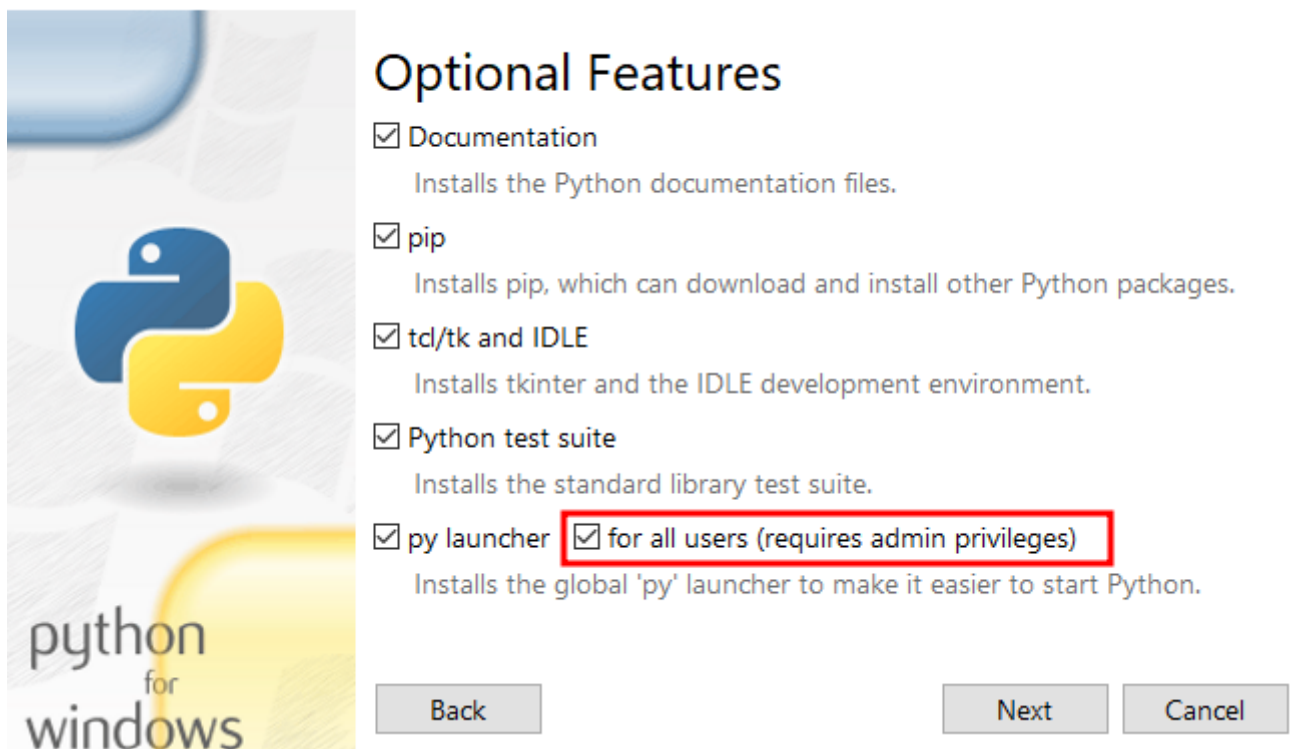 Optional Features
Documentation
Installs the Python documentation files.
pip
Installs pip, which can download and install other Python packages.
tcl/tk and IDLE
Installs tkinter and the IDLE development environment.
Python test suite
Installs the standard library test suite.
py launcher for all users (requires admin privileges)
Installs the global 'py' launcher to make it easier to start Python.
python
for
windows
Back Next Cancel